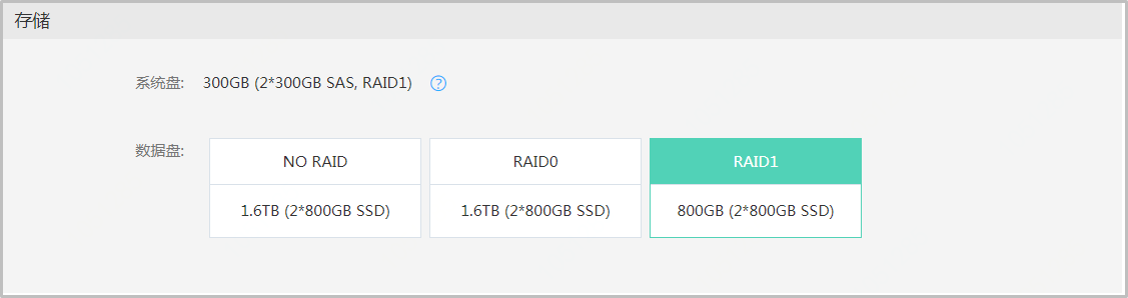 存储
系统盘: 300GB (2*300GB SAS, RAID1) ?
数据盘: NO RAID RAID0 RAID1
1.6TB (2*800GB SSD) 1.6TB (2*800GB SSD) 800GB (2*800GB SSD)